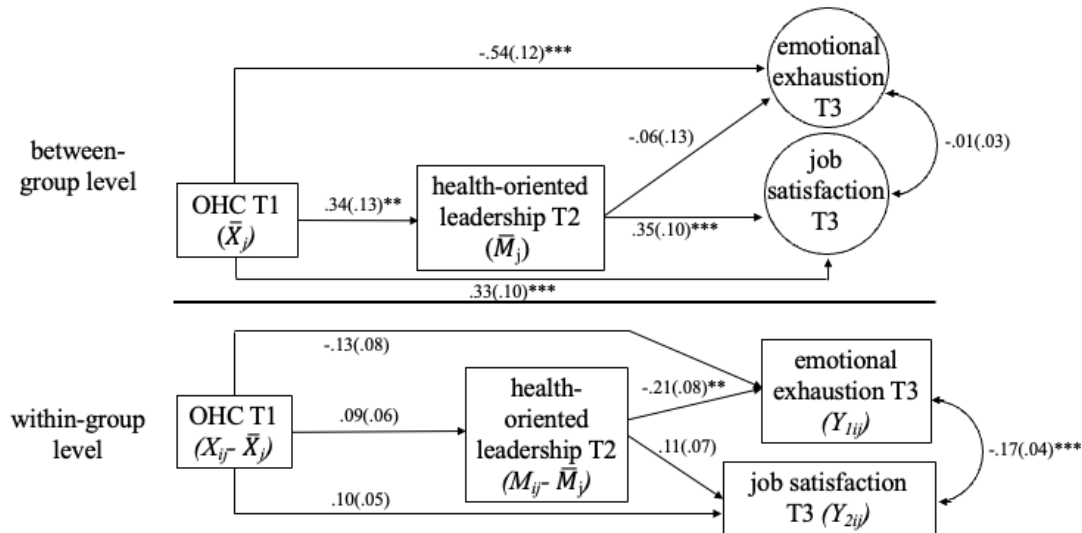 -.54(.12)***
emotional
exhaustion
T3
-.06(.13)
-.01(.03)
between-
group level
job
satisfaction
T3
OHC T1
(X̄j)
.34(.13)**
health-oriented
leadership T2
(M̄j)
.35(.10)***
.33(.10)***
-.13(.08)
emotional
exhaustion T3
(Y1ij)
within-group
level
OHC T1
(Xij- X̄j)
.09(.06)
health-
oriented
leadership T2
(Mij- M̄j)
-.21(.08)**
.11(.07)
-.17(.04)***
.10(.05)
job satisfaction
T3 (Y2ij)